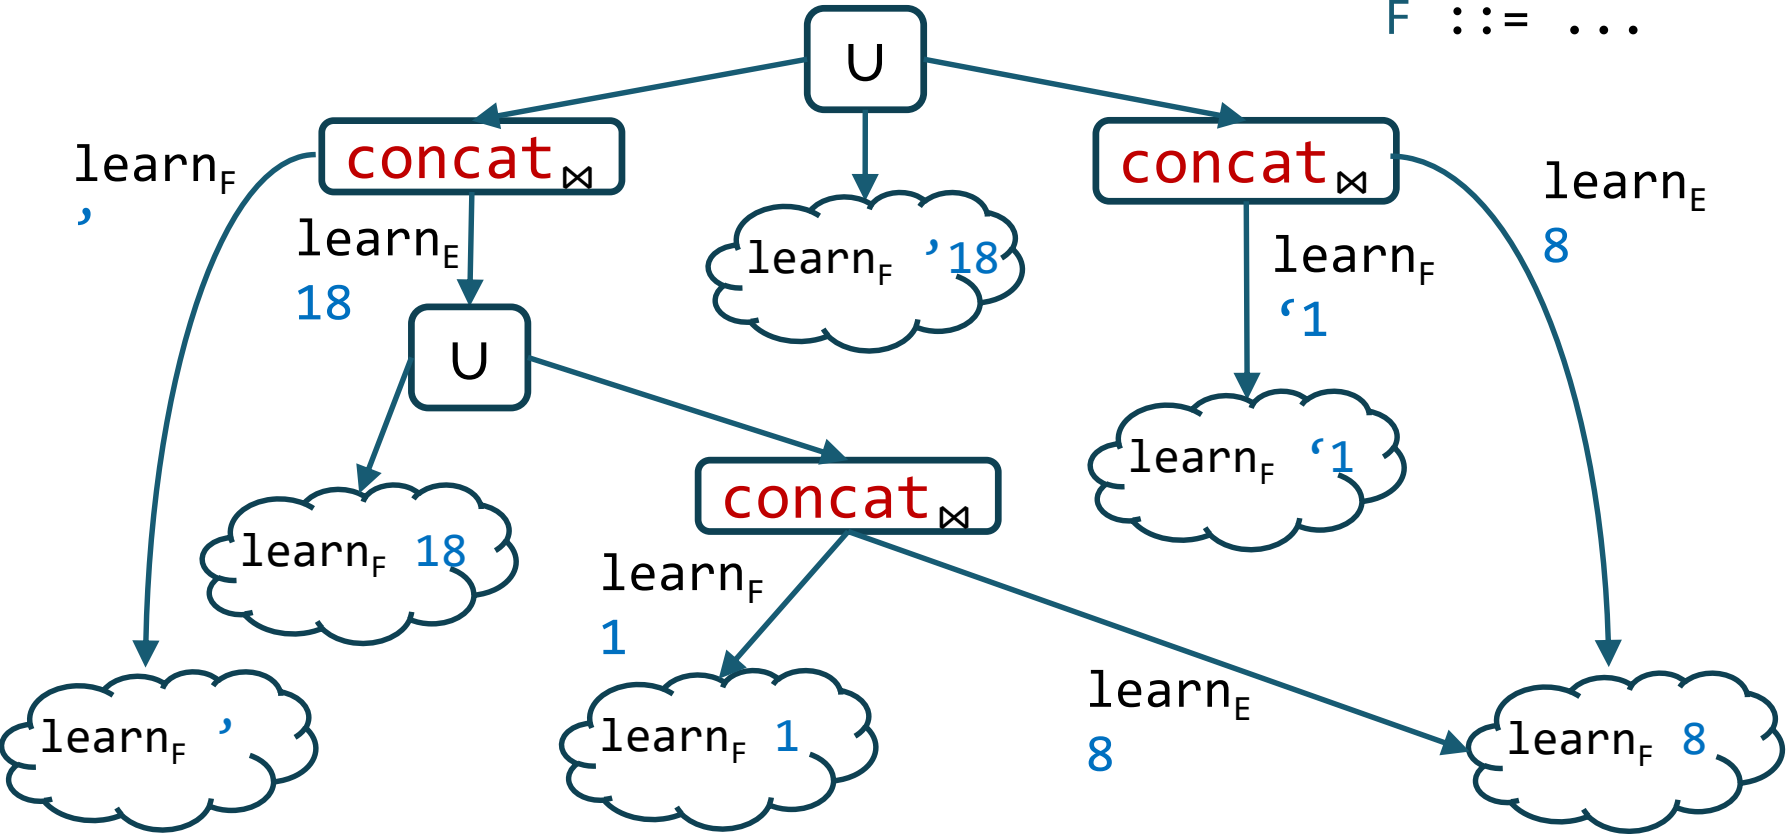 F ::= ...
∪
concat⋈
concat⋈
learnF
’
learnE
18
learnF ’18
learnF
‘1
learnE
8
∪
learnF 18
concat⋈
learnF ‘1
learnF
1
learnE
8
learnF ’
learnF 1
learnF 8